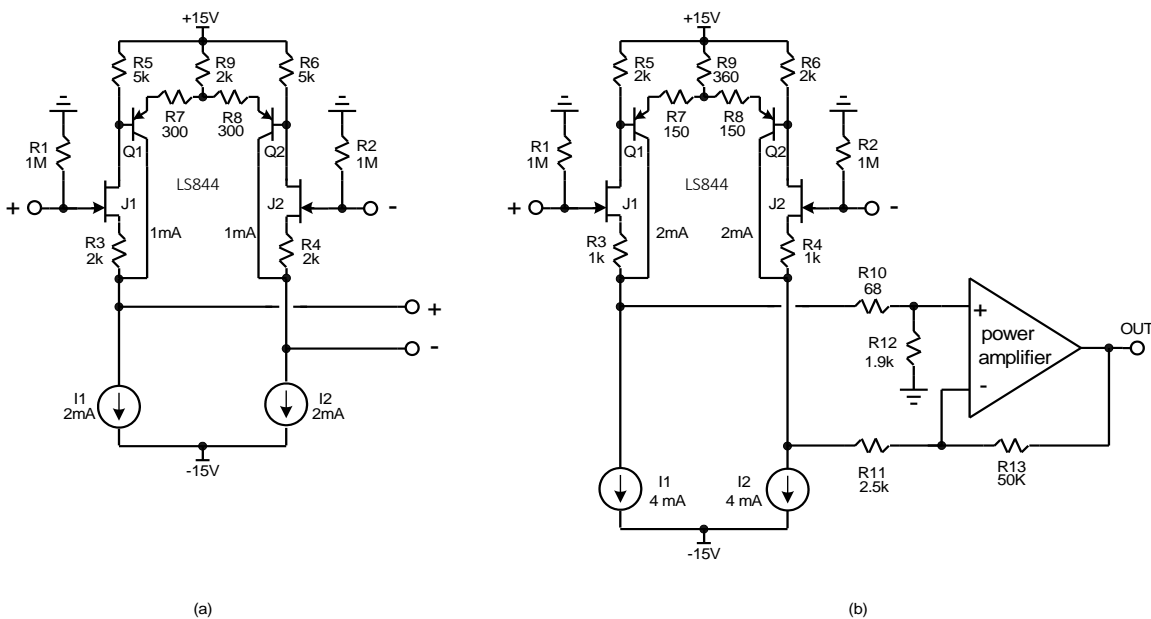 +15V
R5
5k
R9
2k
R6
5k
R7
300
R8
300
R1
1M
Q1
Q2
R2
1M
LS844
+
J1
J2
-
1mA
1mA
R3
2k
R4
2k
+
-
I1
2mA
I2
2mA
-15V
(a)
+15V
R5
2k
R9
360
R6
2k
R7
150
R8
150
R1
1M
Q1
Q2
R2
1M
LS844
+
J1
J2
-
2mA
2mA
R3
1k
R4
1k
R10
68
+
power
amplifier
-
OUT
R12
1.9k
R11
2.5k
R13
50K
I1
4 mA
I2
4 mA
-15V
(b)